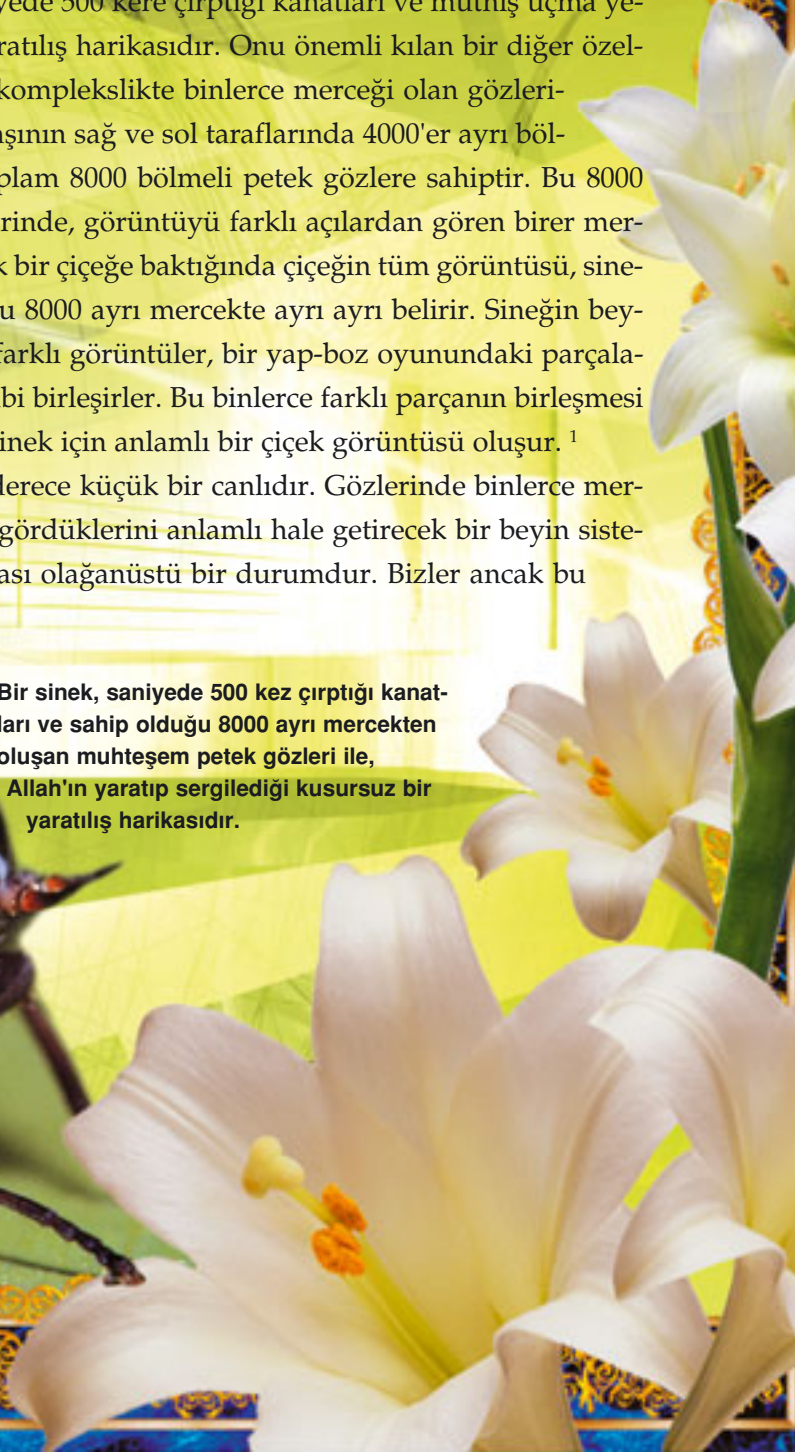 yede 500 kere çırptığı kanatları ve müthiş uçma ye-
ratılış harikasıdır. Onu önemli kılan bir diğer özel-
komplekslikte binlerce merceği olan gözleri-
aşının sağ ve sol taraflarında 4000'er ayrı böl-
plam 8000 bölmeli petek gözlere sahiptir. Bu 8000
rinde, görüntüyü farklı açılardan gören birer mer-
k bir çiçeğe baktığında çiçeğin tüm görüntüsü, sine-
u 8000 ayrı mercekte ayrı ayrı belirir. Sineğin bey-
farklı görüntüler, bir yap-boz oyunundaki parçala-
ibi birleşirler. Bu binlerce farklı parçanın birleşmesi
inek için anlamlı bir çiçek görüntüsü oluşur. 1
derece küçük bir canlıdır. Gözlerinde binlerce mer-
gördüklerini anlamlı hale getirecek bir beyin siste-
ası olağanüstü bir durumdur. Bizler ancak bu
Bir sinek, saniyede 500 kez çırptığı kanat-
ları ve sahip olduğu 8000 ayrı mercekten
oluşan muhteşem petek gözleri ile,
Allah'ın yaratıp sergilediği kusursuz bir
yaratılış harikasıdır.